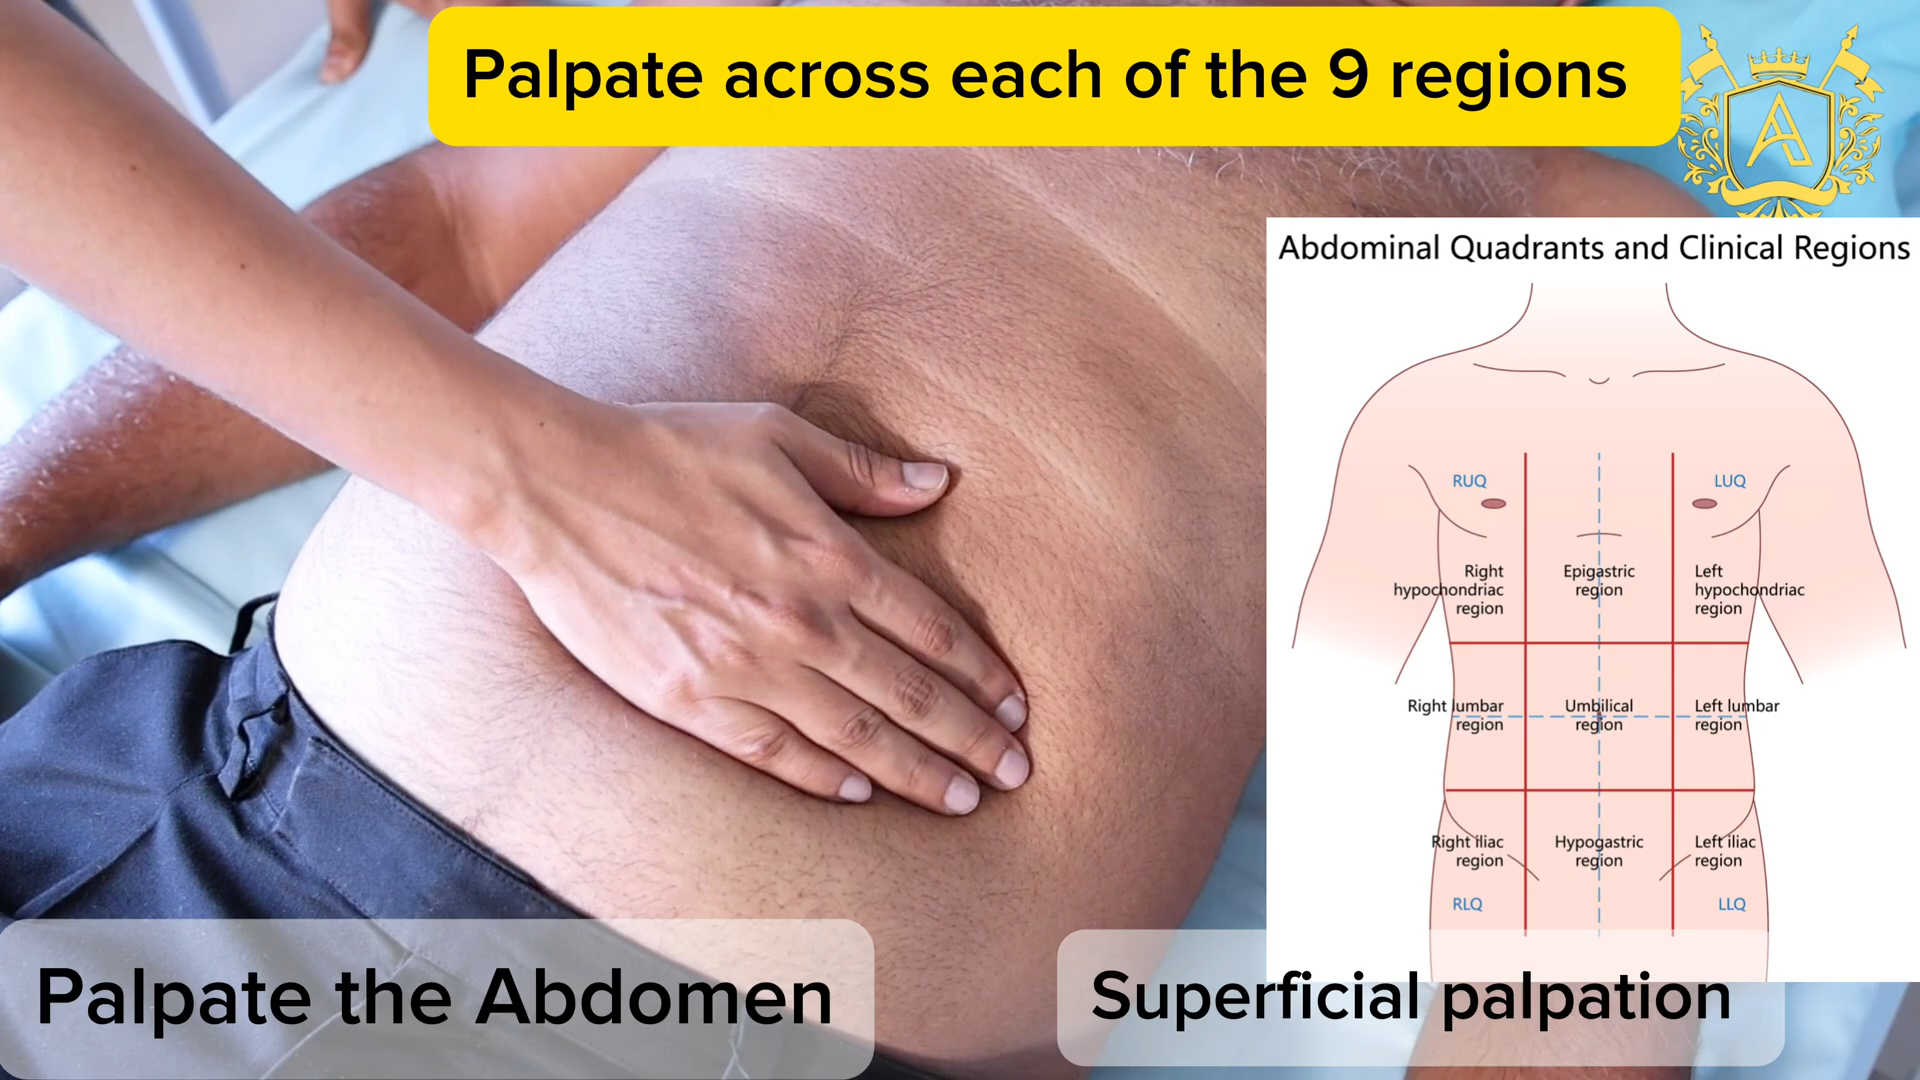 Palpate across each of the 9 regions
Abdominal Quadrants and Clinical Regions
RUQ
LUQ
Right
hypochondriac
region
Epigastric
region
Left
hypochondriac
region
Right lumbar
region
Umbilical
region
Left lumbar
region
Right iliac
region
Hypogastric
region
Left iliac
region
RLQ
LLQ
Palpate the Abdomen
Superficial palpation